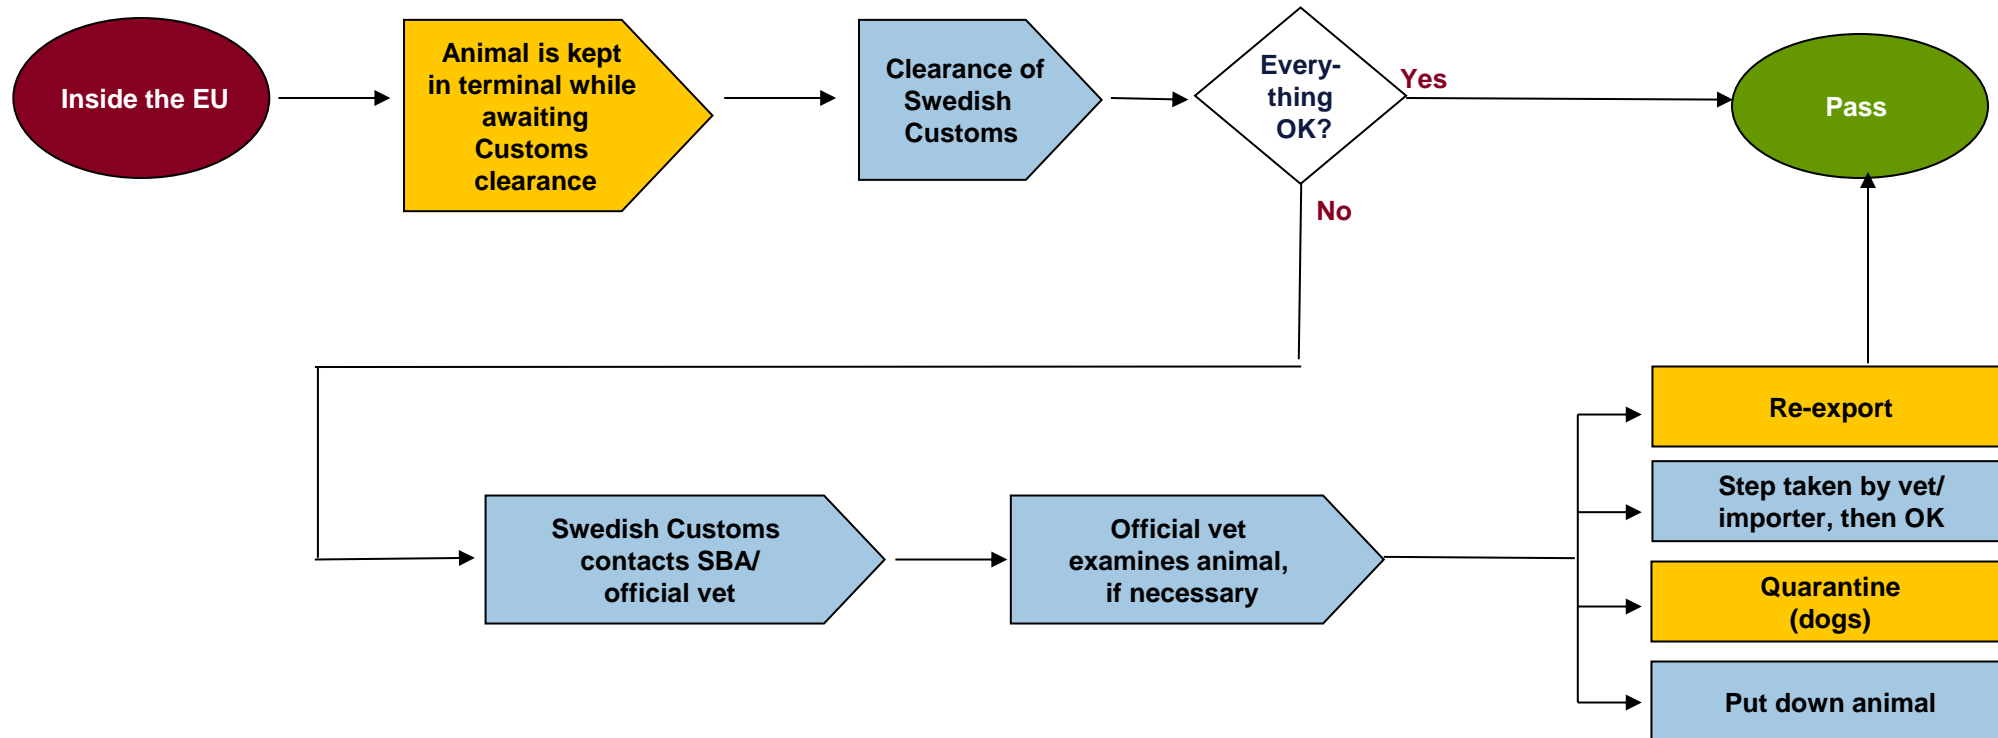 Inside the EU
Animal is kept
in terminal while
awaiting
Customs
clearance
Clearance of
Swedish
Customs
Every-
thing
OK?
Yes
Pass
No
Swedish Customs
contacts SBA/
official vet
Official vet
examines animal,
if necessary
Re-export
Step taken by vet/
importer, then OK
Quarantine
(dogs)
Put down animal